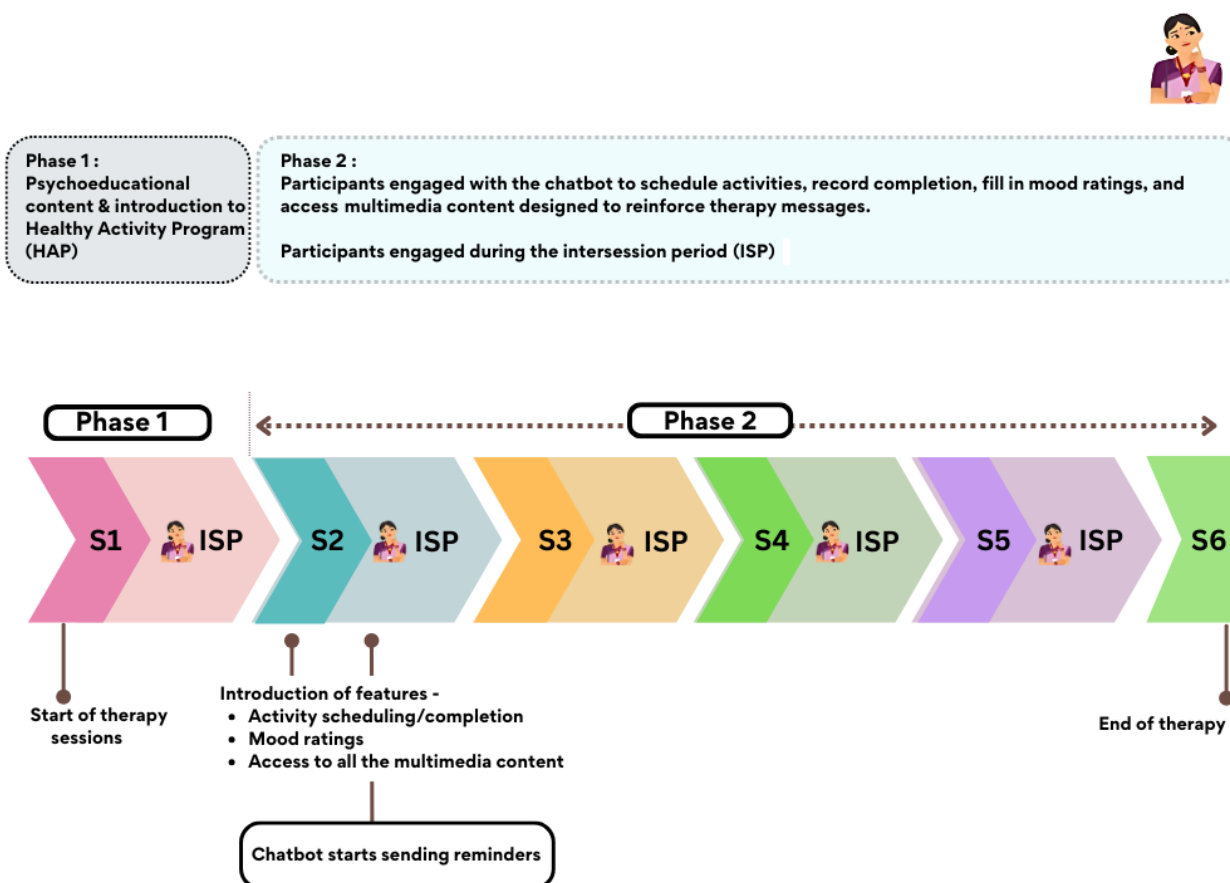 Phase 1 :
Psychoeducational
content & introduction to
Healthy Activity Program
(HAP)
Phase 2 :
Participants engaged with the chatbot to schedule activities, record completion, fill in mood ratings, and
access multimedia content designed to reinforce therapy messages.
Participants engaged during the intersession period (ISP)
Phase 1
Phase 2
S1
ISP
S2
ISP
S3
ISP
S4
ISP
S5
ISP
S6
Start of therapy
sessions
Introduction of features -
• Activity scheduling/completion
• Mood ratings
• Access to all the multimedia content
End of therapy
Chatbot starts sending reminders